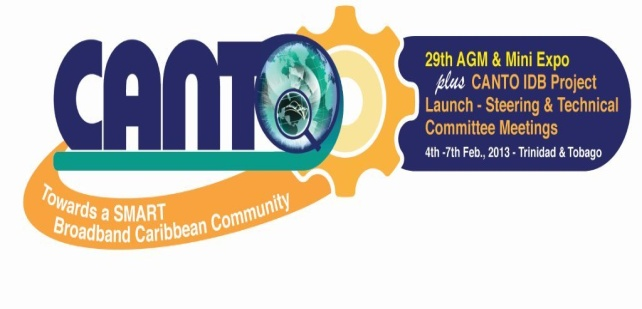 CANTO
Towards a SMART
Broadband Caribbean Community
29th AGM & Mini Expo
plus CANTO IDB Project
Launch - Steering & Technical
Committee Meetings
4th -7th Feb., 2013 - Trinidad & Tobago